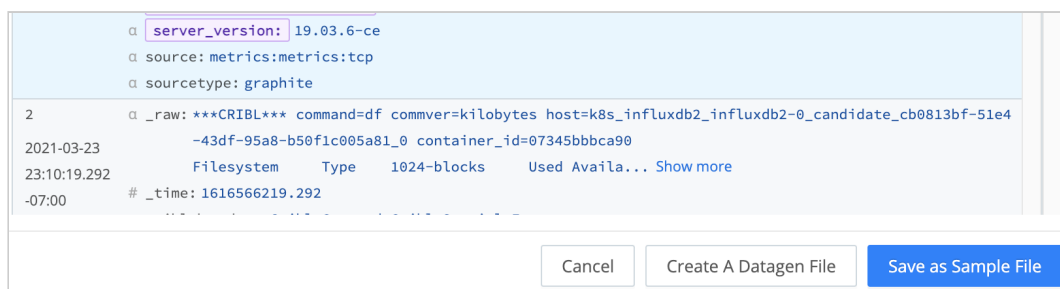 α server_version: 19.03.6-ce
α source: metrics:metrics:tcp
α sourcetype: graphite
2
2021-03-23
23:10:19.292
-07:00
α _raw: ***CRIBL*** command=df commver=kilobytes host=k8s_influxdb2_influxdb2-0_candidate_cb0813bf-51e4
-43df-95a8-b50f1c005a81_0 container_id=07345bbbca90
Filesystem Type 1024-blocks Used Availa... Show more
# _time: 1616566219.292
Cancel
Create A Datagen File
Save as Sample File